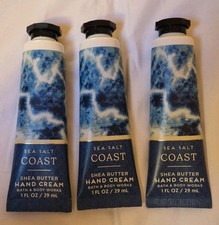 SEA SALT
COAST
SHEA BUTTER
HAND CREAM
BATH & BODY WORKS
1 FL OZ / 29 mL
SEA SALT
COAST
SHEA BUTTER
HAND CREAM
BATH & BODY WORKS
1 FL OZ / 29 mL
SEA SALT
COAST
SHEA BUTTER
HAND CREAM
BATH & BODY WORKS
1 FL OZ / 29 mL